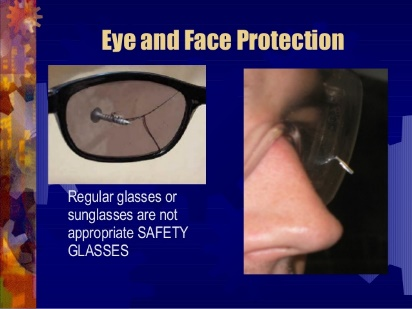 Eye and Face Protection
Regular glasses or
sunglasses are not
appropriate SAFETY
GLASSES